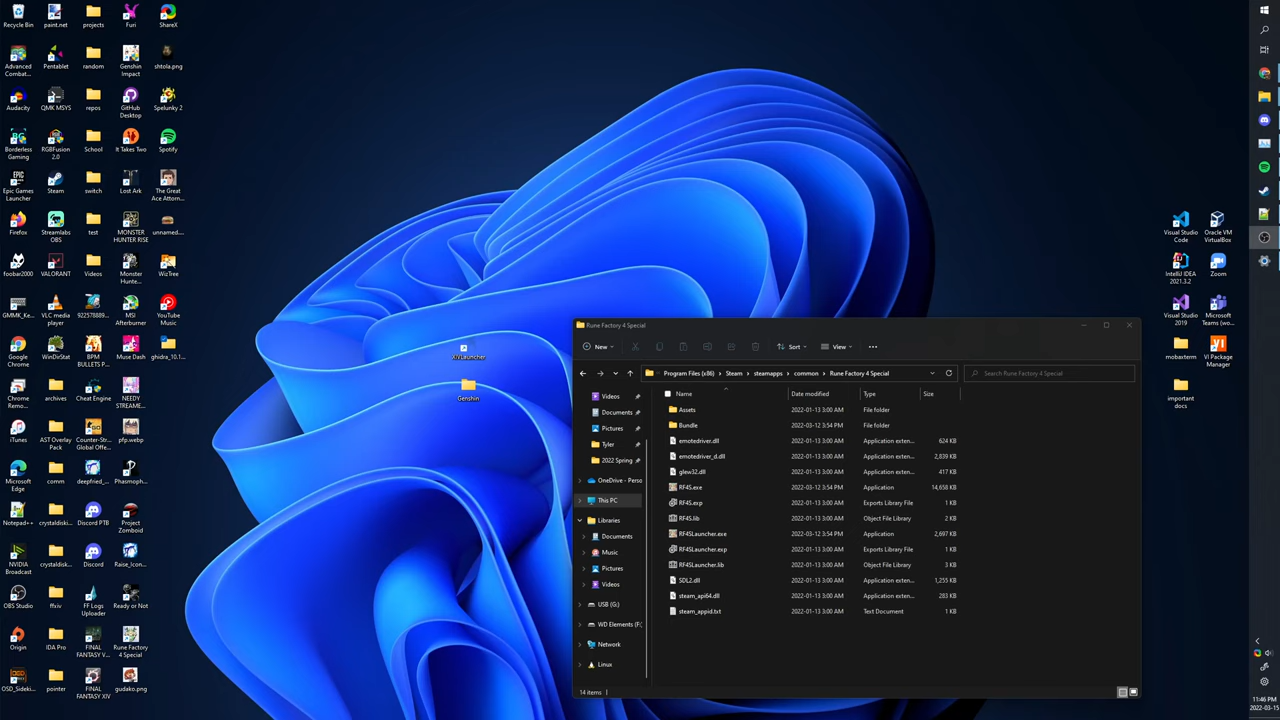 Recycle Bin
paint.net
projects
Furi
ShareX
Advanced Combat...
Pentablet
random
Genshin Impact
shtola.png
Audacity
QMK MSYS
repos
GitHub Desktop
Spelunky 2
Borderless Gaming
RGBFusion 2.0
School
It Takes Two
Spotify
Epic Games Launcher
Steam
switch
Lost Ark
The Great Ace Attorn...
Firefox
Streamlabs OBS
test
MONSTER HUNTER RISE
unnamed....
foobar2000
VALORANT
Videos
Monster Hunte...
WizTree
GMMK_Ke...
VLC media player
922578889...
MSI Afterburner
YouTube Music
Google Chrome
WinDirStat
BPM BULLETS P...
Muse Dash
ghidra_10.1...
Chrome Remo...
archives
Cheat Engine
NEEDY STREAME...
iTunes
AST Overlay Pack
Counter-Str... Global Offe...
pfp.webp
Microsoft Edge
comm
deepfried_...
Phasmoph...
Notepad++
crystaldiski...
Discord PTB
Project Zomboid
NVIDIA Broadcast
crystaldiski...
Discord
Raise_Icon...
OBS Studio
ffxiv
FF Logs Uploader
Ready or Not
Origin
IDA Pro
FINAL FANTASY V...
Rune Factory 4 Special
OSD_Sideki...
pointer
FINAL FANTASY XIV
gudako.png
XIVLauncher
Genshin
Visual Studio Code
Oracle VM VirtualBox
IntelliJ IDEA 2021.3.2
Zoom
Visual Studio 2019
Microsoft Teams (wo...
mobaxterm
VI Package Manager
important docs
Rune Factory 4 Special
New
Sort
View
Program Files (x86) > Steam > steamapps > common > Rune Factory 4 Special
Search Rune Factory 4 Special
Videos
Documents
Pictures
Tyler
2022 Spring
OneDrive - Perso
This PC
Libraries
Documents
Music
Pictures
Videos
USB (G:)
WD Elements (F:)
Network
Linux
Name Date modified Type Size
Assets 2022-01-13 3:00 AM File folder
Bundle 2022-03-12 3:54 PM File folder
emotedriver.dll 2022-01-13 3:00 AM Application exten... 624 KB
emotedriver_d.dll 2022-01-13 3:00 AM Application exten... 2,839 KB
glew32.dll 2022-01-13 3:00 AM Application exten... 417 KB
RF4S.exe 2022-03-12 3:54 PM Application 14,658 KB
RF4S.exp 2022-01-13 3:00 AM Exports Library File 1 KB
RF4S.lib 2022-01-13 3:00 AM Object File Library 2 KB
RF4SLauncher.exe 2022-03-12 3:54 PM Application 2,697 KB
RF4SLauncher.exp 2022-01-13 3:00 AM Exports Library File 1 KB
RF4SLauncher.lib 2022-01-13 3:00 AM Object File Library 3 KB
SDL2.dll 2022-01-13 3:00 AM Application exten... 1,255 KB
steam_api64.dll 2022-01-13 3:00 AM Application exten... 283 KB
steam_appid.txt 2022-01-13 3:00 AM Text Document 1 KB
14 items
11:46 PM
2022-03-15